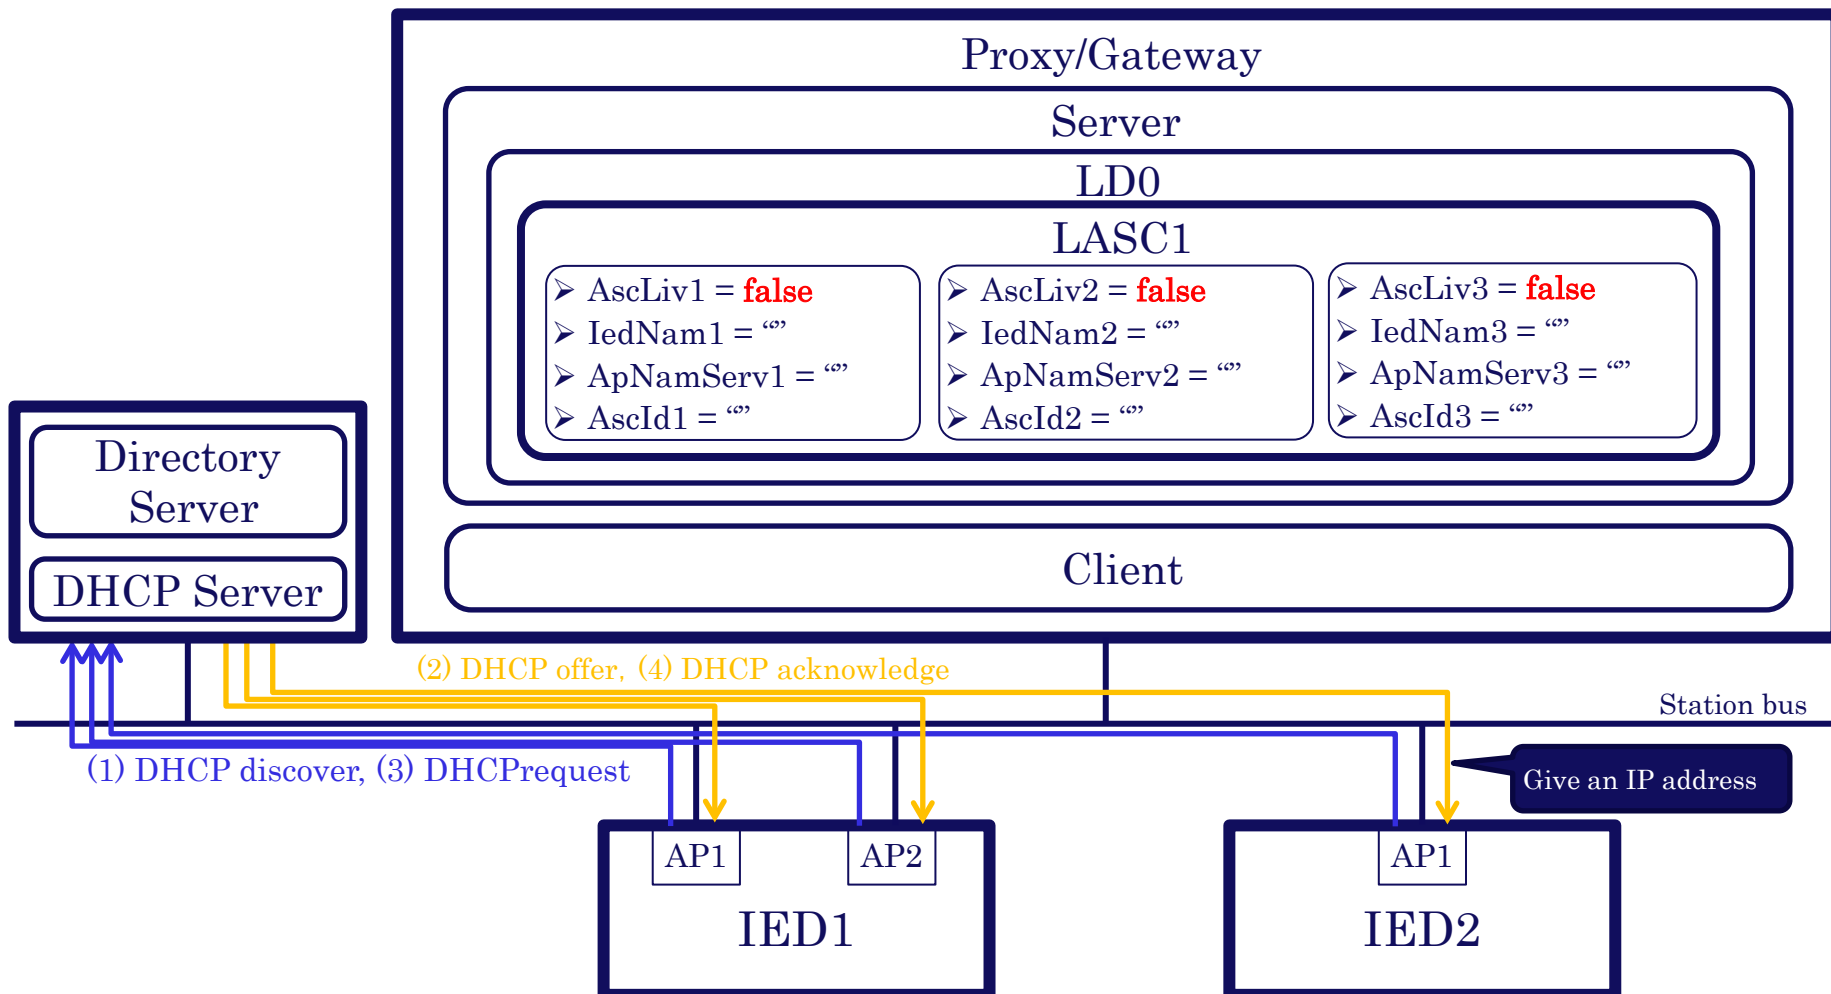 Proxy/Gateway
Server
LD0
LASC1
➢ AscLiv1 = false
➢ IedNam1 = “”
➢ ApNamServ1 = “”
➢ AscId1 = “”
➢ AscLiv2 = false
➢ IedNam2 = “”
➢ ApNamServ2 = “”
➢ AscId2 = “”
➢ AscLiv3 = false
➢ IedNam3 = “”
➢ ApNamServ3 = “”
➢ AscId3 = “”
Client
Directory
Server
DHCP Server
(2) DHCP offer, (4) DHCP acknowledge
Station bus
(1) DHCP discover, (3) DHCPrequest
Give an IP address
AP1
AP2
IED1
AP1
IED2